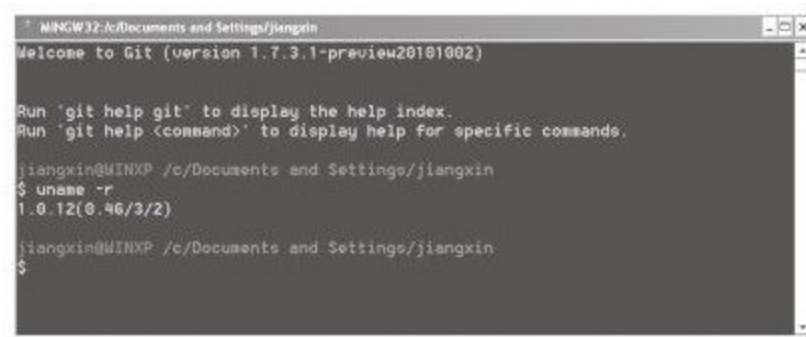 MINGW32:/c/Documents and Settings/jiangxin
Welcome to Git (version 1.7.3.1-preview20101002)
Run 'git help git' to display the help index.
Run 'git help <command>' to display help for specific commands.
jiangxin@WINXP /c/Documents and Settings/jiangxin
$ uname -r
1.0.12(0.46/3/2)
jiangxin@WINXP /c/Documents and Settings/jiangxin
$